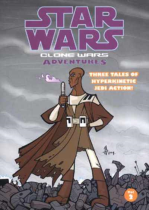 STAR
WARS
CLONE WARS
ADVENTURES
THREE TALES OF
HYPERKINETIC
JEDI ACTION!